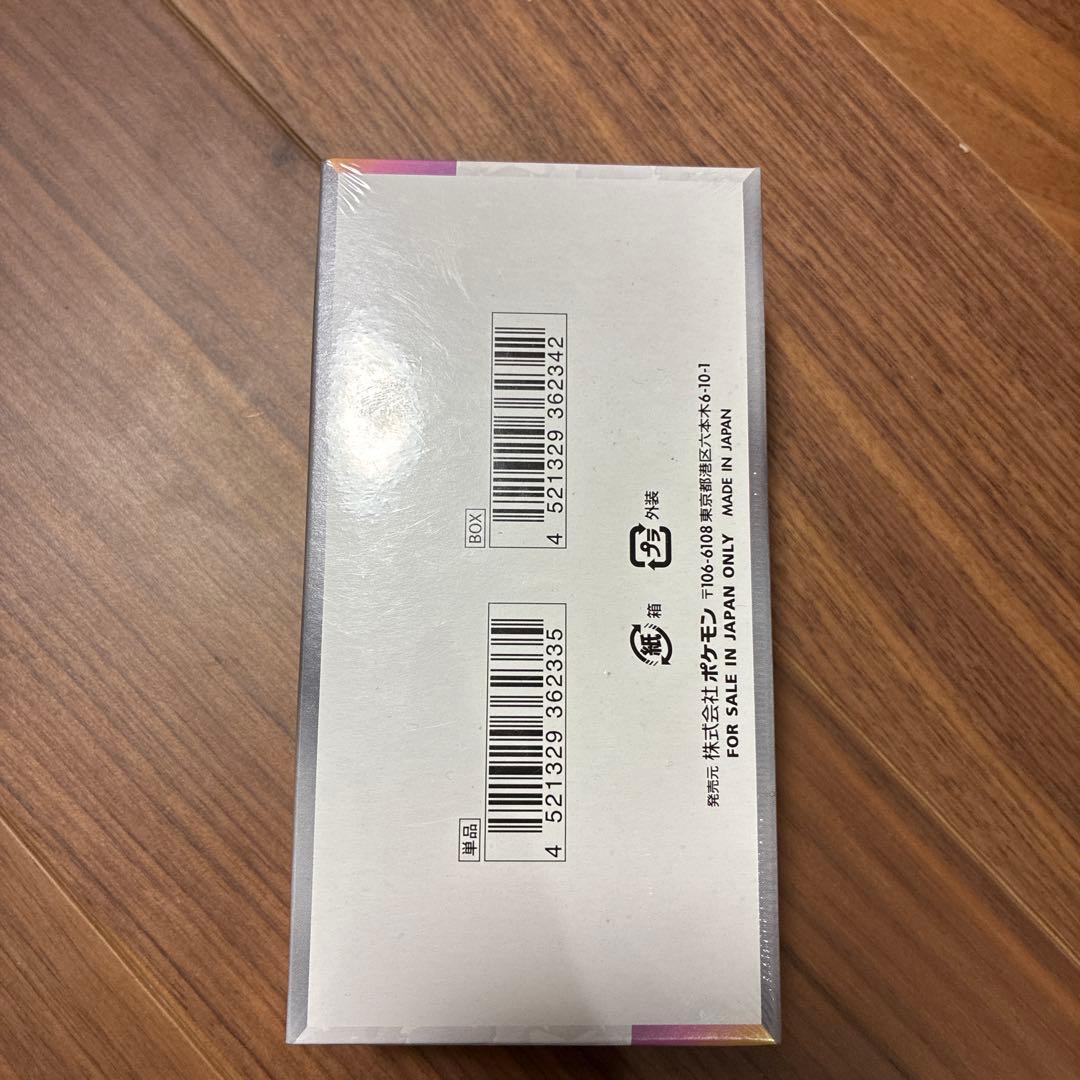 単品
4 521329 362335
BOX
4 521329 362342
紙 箱
プラ 外装
発売元 株式会社ポケモン 〒106-6108 東京都港区六本木6-10-1
FOR SALE IN JAPAN ONLY MADE IN JAPAN